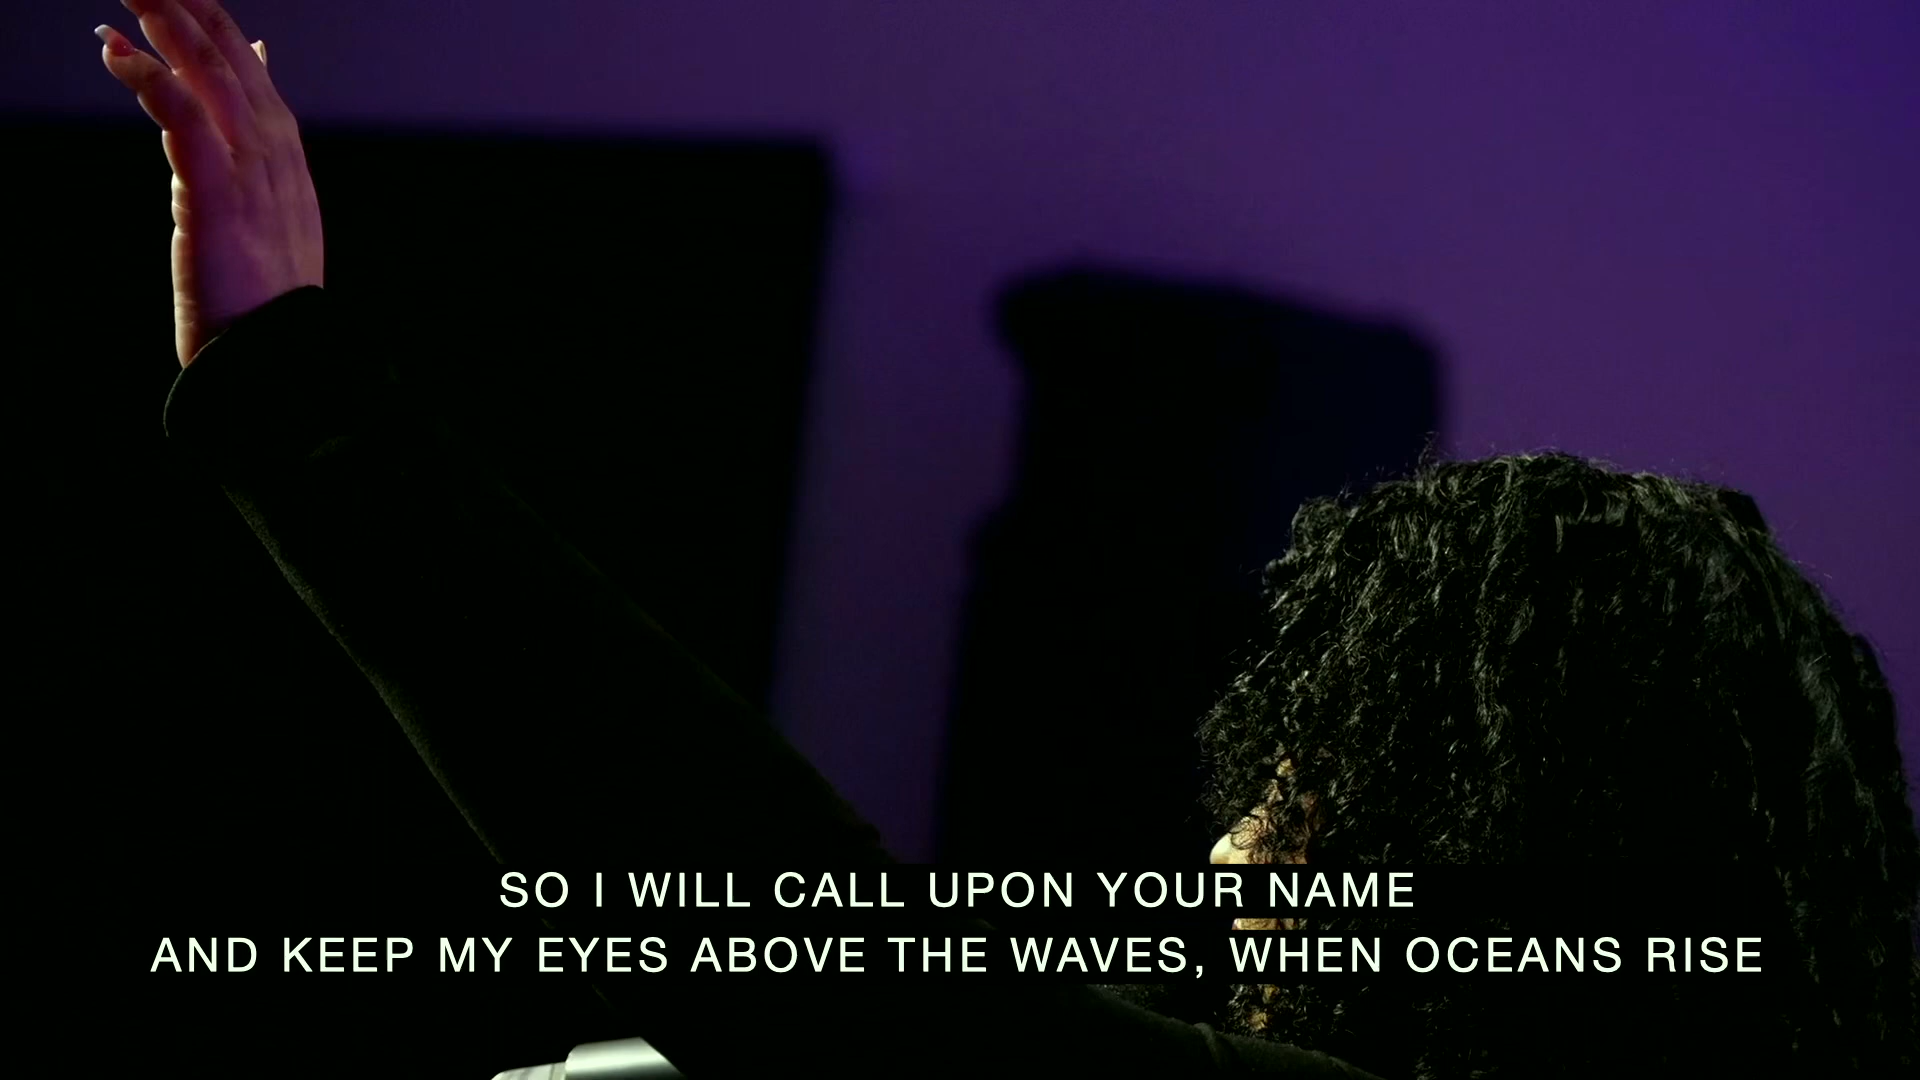 SO I WILL CALL UPON YOUR NAME
AND KEEP MY EYES ABOVE THE WAVES, WHEN OCEANS RISE